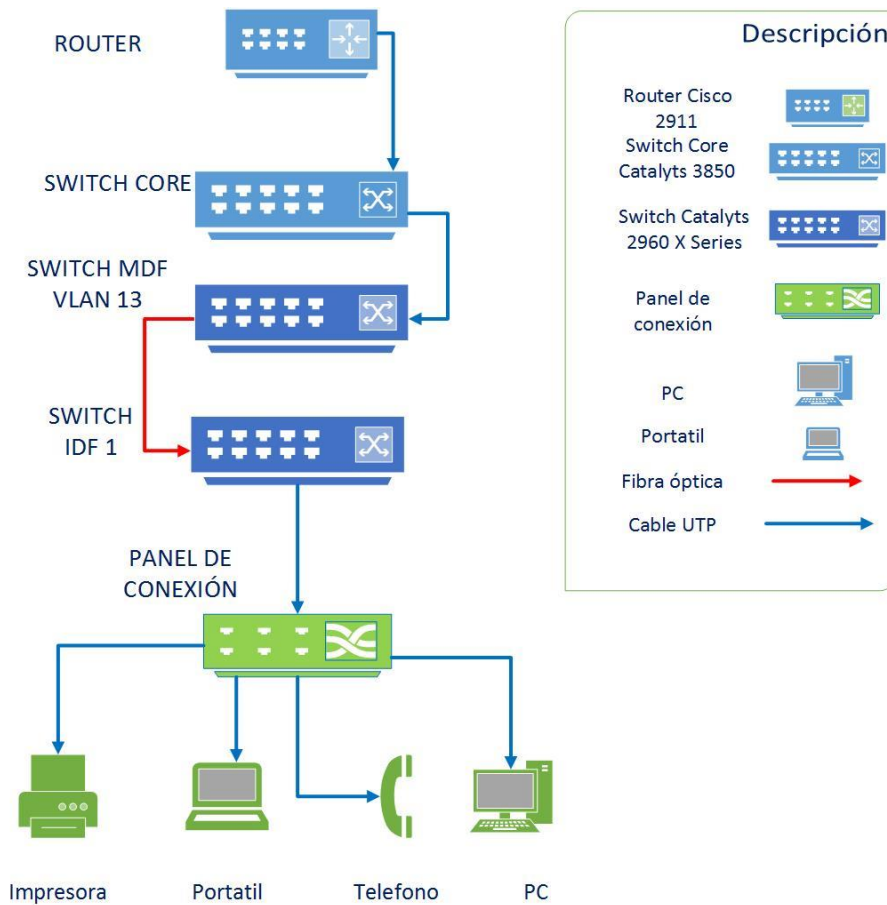 ROUTER
SWITCH CORE
SWITCH MDF
VLAN 13
SWITCH
IDF 1
PANEL DE
CONEXIÓN
Impresora
Portatil
Telefono
PC
Descripción
Router Cisco
2911
Switch Core
Catalyts 3850
Switch Catalyts
2960 X Series
Panel de
conexión
PC
Portatil
Fibra óptica
Cable UTP